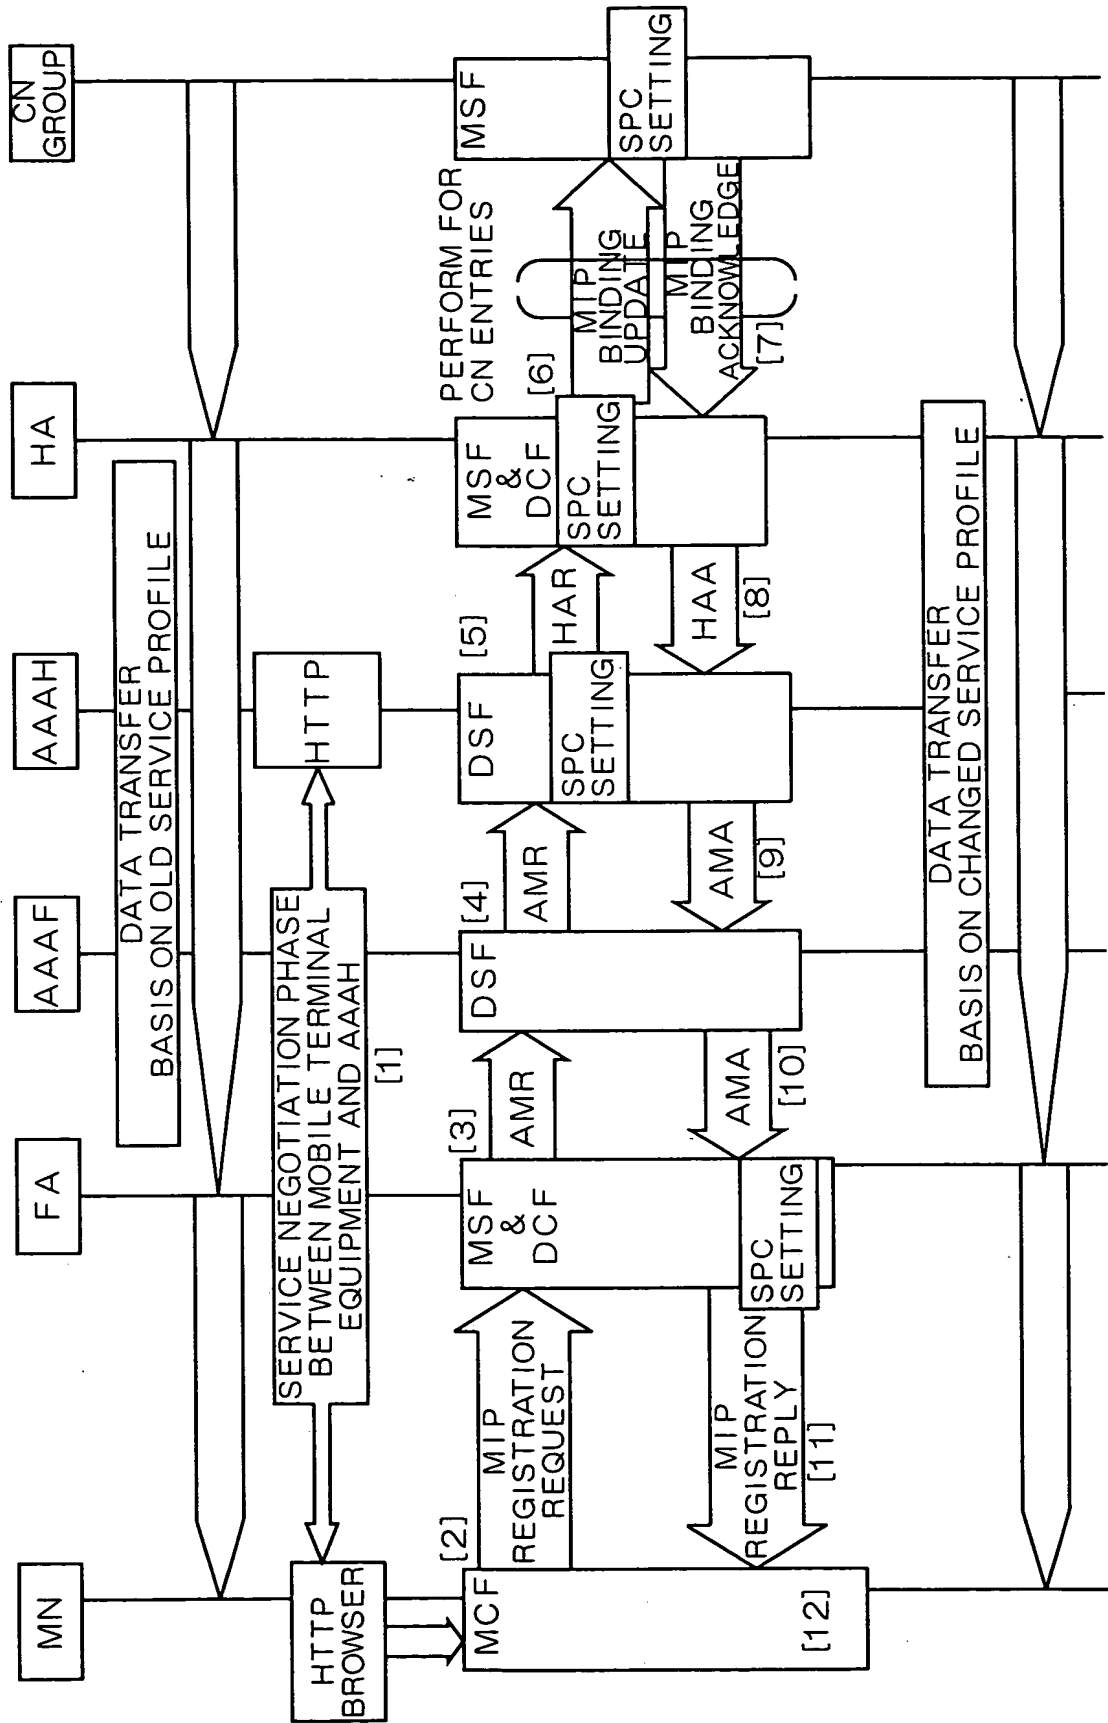 MN
FA
AAAF
AAAH
HA
CN
GROUP
DATA TRANSFER
BASIS ON OLD SERVICE PROFILE
HTTP
BROWSER
SERVICE NEGOTIATION PHASE
BETWEEN MOBILE TERMINAL
EQUIPMENT AND AAAH
[1]
HTTP
MCF
[2]
MIP
REGISTRATION
REQUEST
MSF
&
DCF
[3]
AMR
DSF
[4]
AMR
DSF
SPC
SETTING
[5]
HAR
MSF
&
DCF
SPC
SETTING
PERFORM FOR
CN ENTRIES
[6]
MIP
BINDING
UPDATE
MSF
SPC
SETTING
MIP
BINDING
ACKNOWLEDGE
[7]
HAA
[8]
AMA
[9]
AMA
[10]
SPC
SETTING
MIP
REGISTRATION
REPLY
[11]
[12]
DATA TRANSFER
BASIS ON CHANGED SERVICE PROFILE